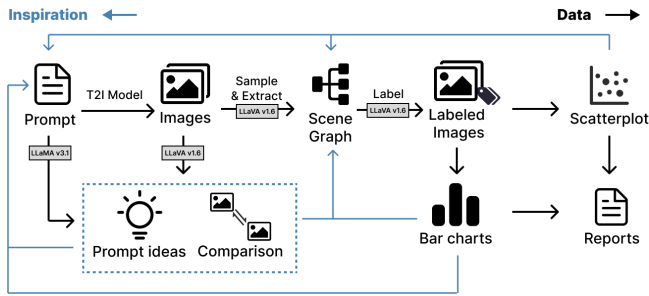 Inspiration
Data
T2I Model
Sample
& Extract
LLaVA v1.6
Label
LLaVA v1.6
Prompt
Images
Scene
Graph
Labeled
Images
Scatterplot
LLaMA v3.1
LLaVA v1.6
Prompt ideas
Comparison
Bar charts
Reports